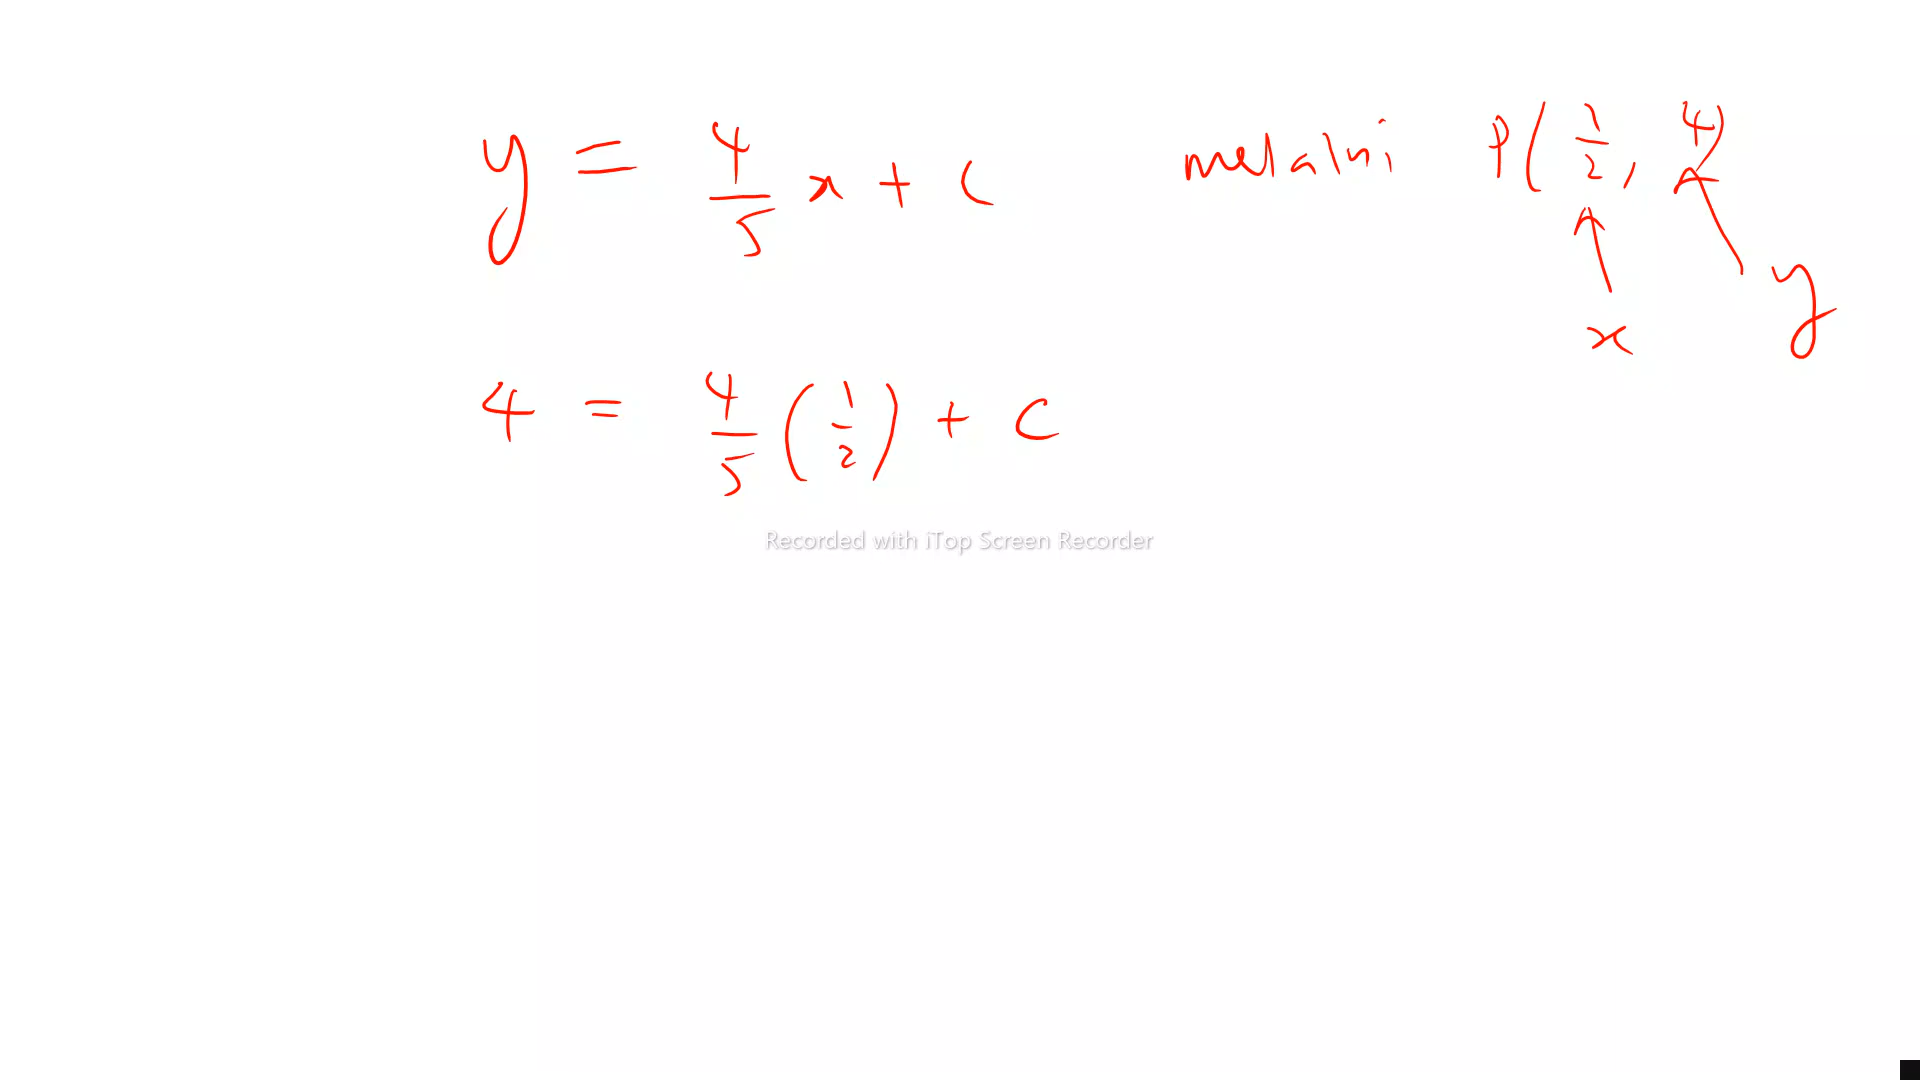 y = 4/5 x + c melalui P(1/2, 4)
x y
4 = 4/5 (1/2) + c
Recorded with iTop Screen Recorder